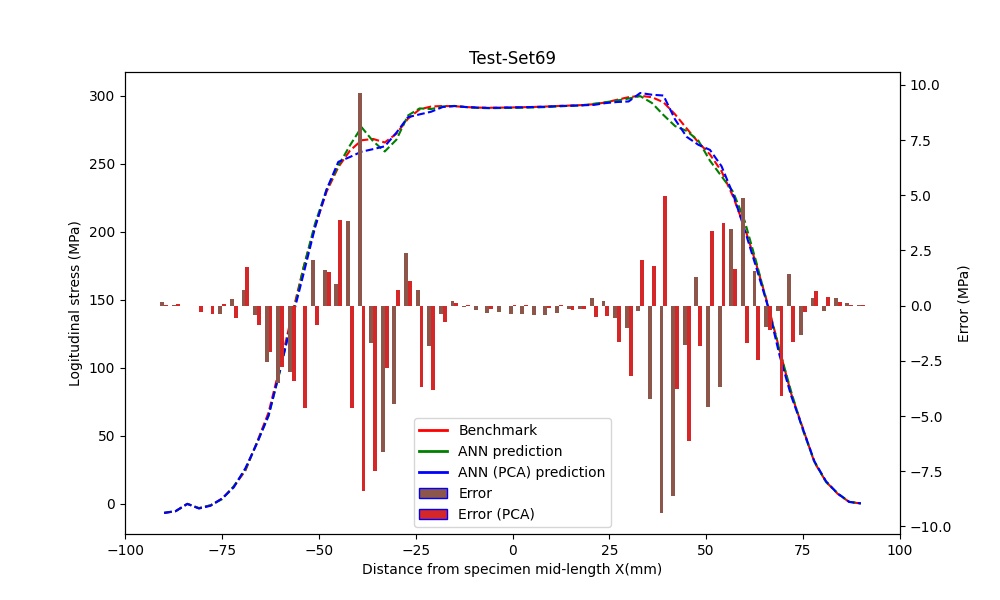 Test-Set69
300
250
200
150
100
50
0
Logitudinal stress (MPa)
10.0
7.5
5.0
2.5
0.0
−2.5
−5.0
−7.5
−10.0
Error (MPa)
Benchmark
ANN prediction
ANN (PCA) prediction
Error
Error (PCA)
−100 −75 −50 −25 0 25 50 75 100
Distance from specimen mid-length X(mm)